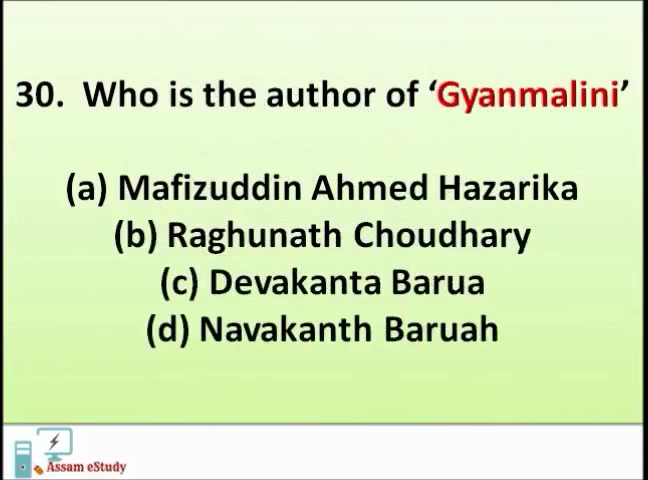 30. Who is the author of ‘Gyanmalini’
(a) Mafizuddin Ahmed Hazarika
(b) Raghunath Choudhary
(c) Devakanta Barua
(d) Navakanth Baruah
Assam eStudy